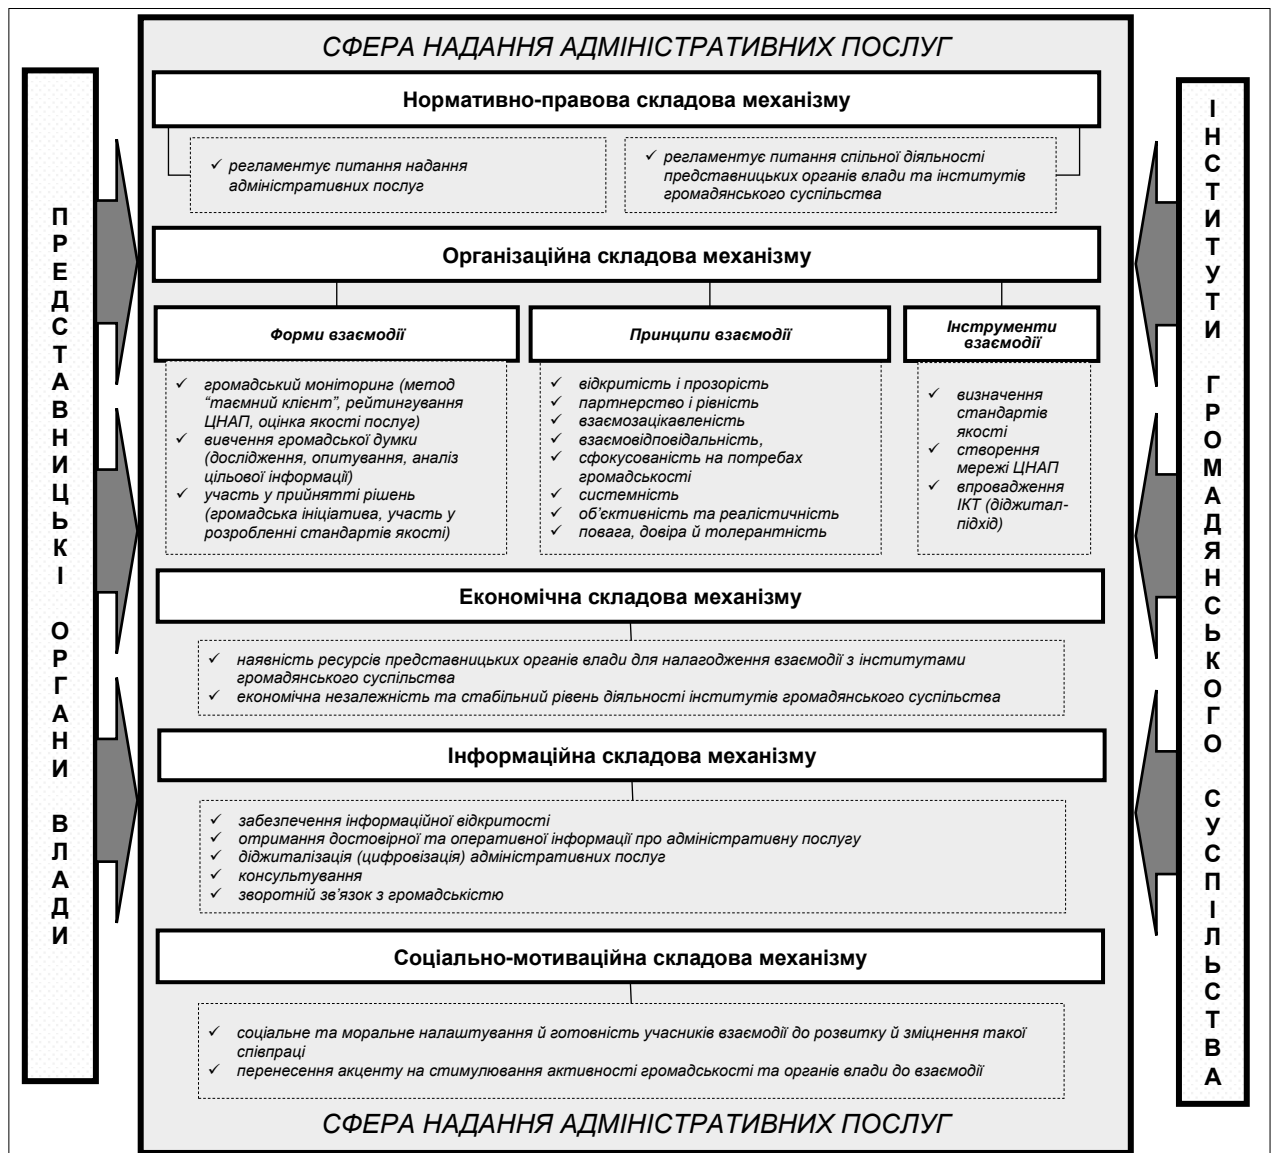 СФЕРА НАДАННЯ АДМІНІСТРАТИВНИХ ПОСЛУГ
ПРЕДСТАВНИЦЬКІ ОРГАНИ ВЛАДИ
Нормативно-правова складова механізму
✓ регламентує питання надання
адміністративних послуг
✓ регламентує питання спільної діяльності
представницьких органів влади та інститутів
громадянського суспільства
Організаційна складова механізму
Форми взаємодії
✓ громадський моніторинг (метод
“таємний клієнт”, рейтингування
ЦНАП, оцінка якості послуг)
✓ вивчення громадської думки
(дослідження, опитування, аналіз
цільової інформації)
✓ участь у прийнятті рішень
(громадська ініціатива, участь у
розробленні стандартів якості)
Принципи взаємодії
✓ відкритість і прозорість
✓ партнерство і рівність
✓ взаємозацікавленість
✓ взаємовідповідальність,
✓ сфокусованість на потребах
громадськості
✓ системність
✓ об’єктивність та реалістичність
✓ повага, довіра й толерантність
Інструменти
взаємодії
✓ визначення
стандартів
якості
✓ створення
мережі ЦНАП
✓ впровадження
ІКТ (діджитал-
підхід)
Економічна складова механізму
✓ наявність ресурсів представницьких органів влади для налагодження взаємодії з інститутами
громадянського суспільства
✓ економічна незалежність та стабільний рівень діяльності інститутів громадянського суспільства
Інформаційна складова механізму
✓ забезпечення інформаційної відкритості
✓ отримання достовірної та оперативної інформації про адміністративну послугу
✓ діджиталізація (цифровізація) адміністративних послуг
✓ консультування
✓ зворотній зв’язок з громадськістю
Соціально-мотиваційна складова механізму
✓ соціальне та моральне налаштування й готовність учасників взаємодії до розвитку й зміцнення такої
співпраці
✓ перенесення акценту на стимулювання активності громадськості та органів влади до взаємодії
СФЕРА НАДАННЯ АДМІНІСТРАТИВНИХ ПОСЛУГ
ІНСТИТУТИ ГРОМАДЯНСЬКОГО СУСПІЛЬСТВА